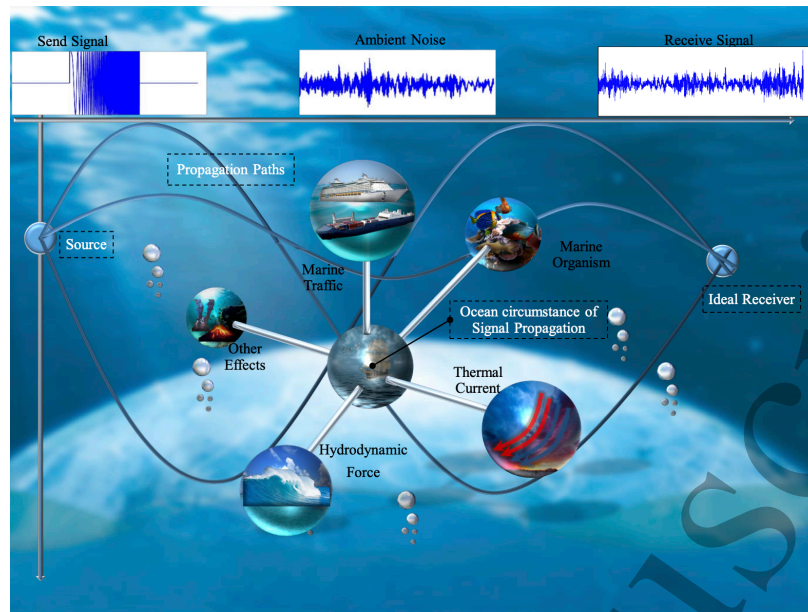 Send Signal
Ambient Noise
Receive Signal
Propagation Paths
Source
Marine
Traffic
Marine
Organism
Ideal Receiver
Ocean circumstance of
Signal Propagation
Other
Effects
Thermal
Current
Hydrodynamic
Force